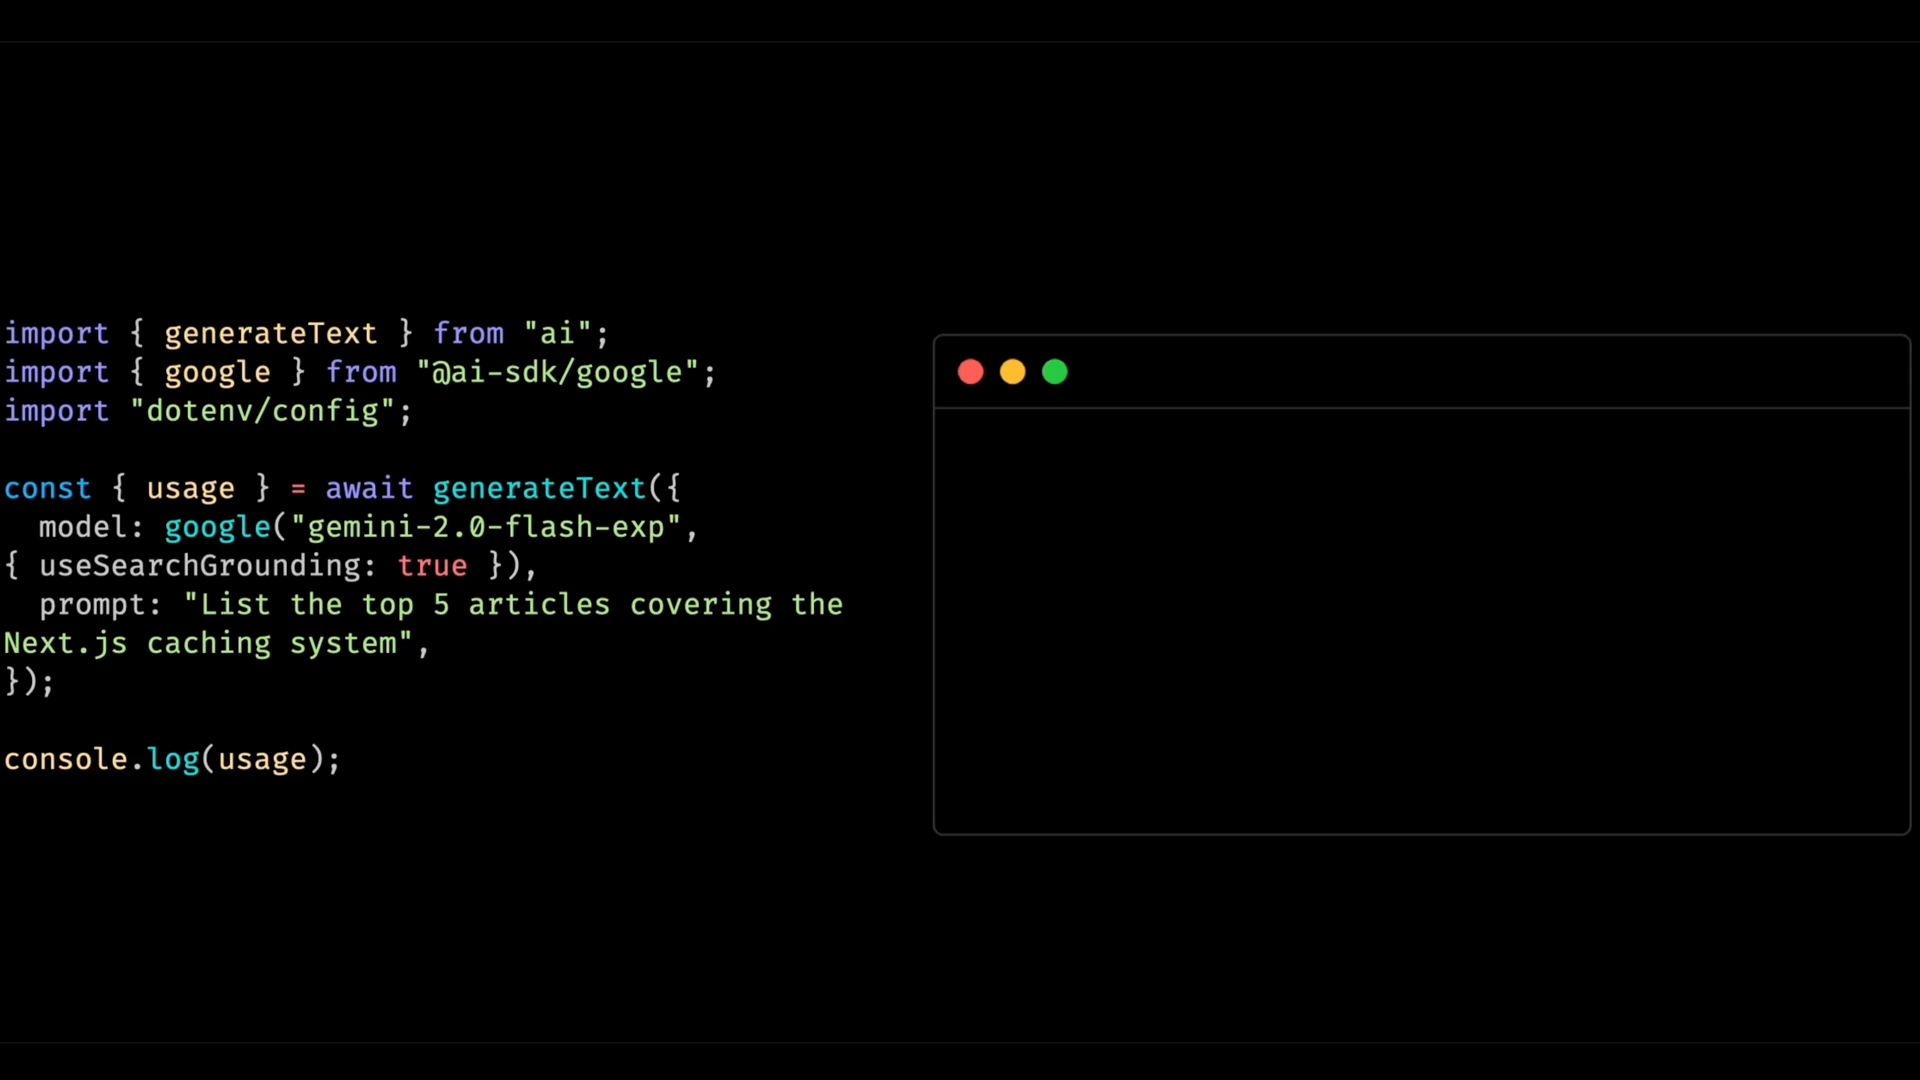 import { generateText } from "ai";
import { google } from "@ai-sdk/google";
import "dotenv/config";
const { usage } = await generateText({
  model: google("gemini-2.0-flash-exp",
{ useSearchGrounding: true }),
  prompt: "List the top 5 articles covering the
Next.js caching system",
});
console.log(usage);